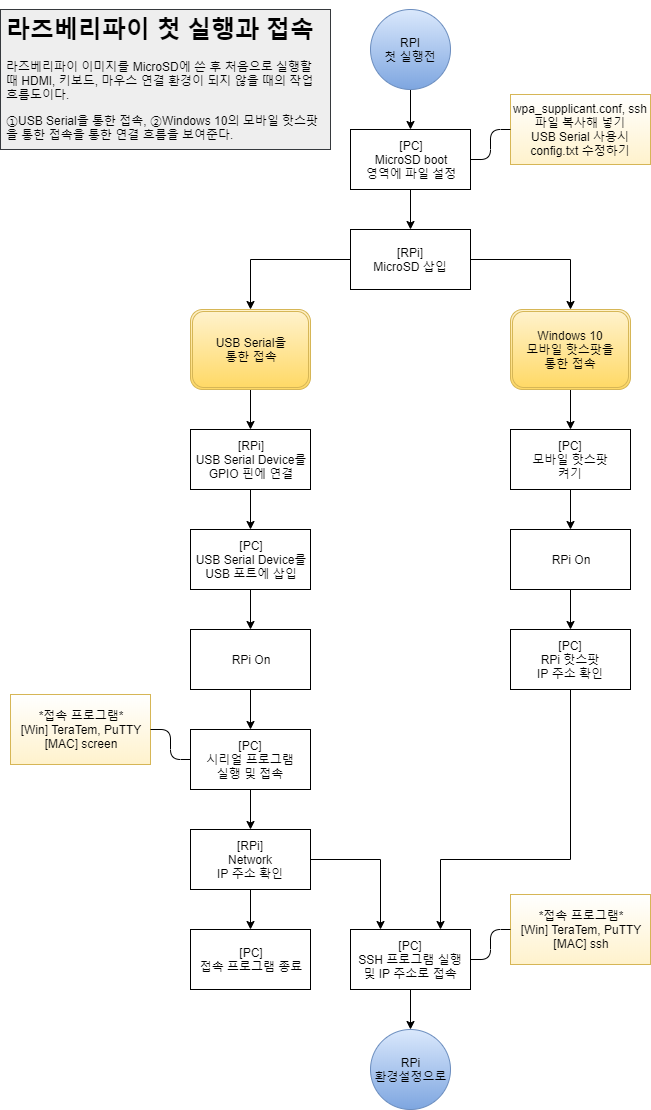 라즈베리파이 첫 실행과 접속
라즈베리파이 이미지를 MicroSD에 쓴 후 처음으로 실행할
때 HDMI, 키보드, 마우스 연결 환경이 되지 않을 때의 작업
흐름도이다.
①USB Serial을 통한 접속, ②Windows 10의 모바일 핫스팟
을 통한 접속을 통한 연결 흐름을 보여준다.
RPI
첫 실행전
wpa_supplicant.conf, ssh
파일 복사해 넣기
USB Serial 사용시
config.txt 수정하기
[PC]
MicroSD boot
영역에 파일 설정
[RPi]
MicroSD 삽입
USB Serial을
통한 접속
Windows 10
모바일 핫스팟을
통한 접속
[RPi]
USB Serial Device를
GPIO 핀에 연결
[PC]
모바일 핫스팟
켜기
[PC]
USB Serial Device를
USB 포트에 삽입
RPi On
RPi On
[PC]
RPi 핫스팟
IP 주소 확인
*접속 프로그램*
[Win] TeraTem, PuTTY
[MAC] screen
[PC]
시리얼 프로그램
실행 및 접속
[RPi]
Network
IP 주소 확인
*접속 프로그램*
[Win] TeraTem, PuTTY
[MAC] ssh
[PC]
접속 프로그램 종료
[PC]
SSH 프로그램 실행
및 IP 주소로 접속
RPi
환경설정으로